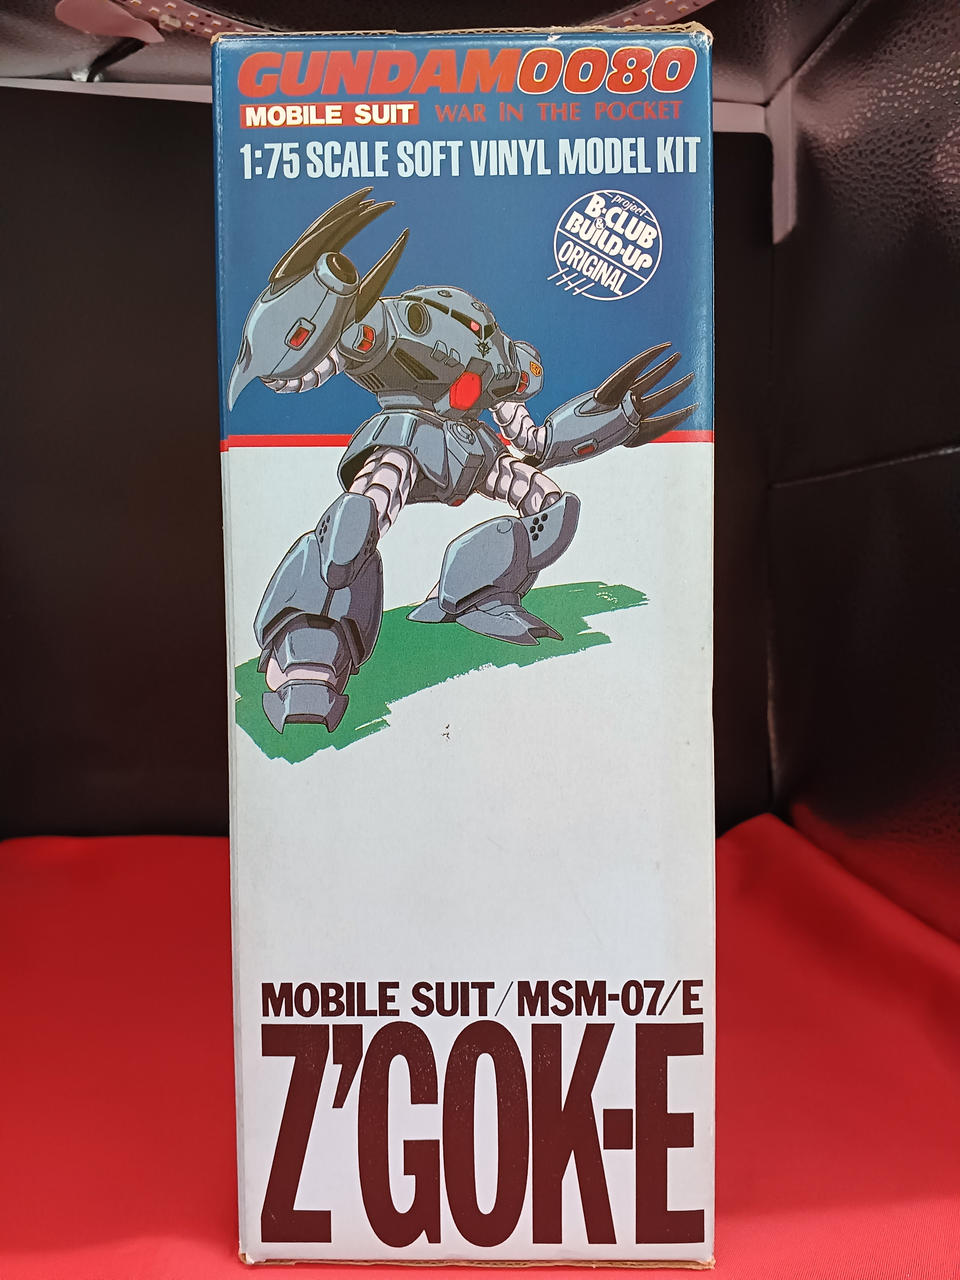 GUNDAM0080
MOBILE SUIT WAR IN THE POCKET
1:75 SCALE SOFT VINYL MODEL KIT
project
B-CLUB
&
BUILD-UP
ORIGINAL
MOBILE SUIT/MSM-07/E
Z'GOK-E